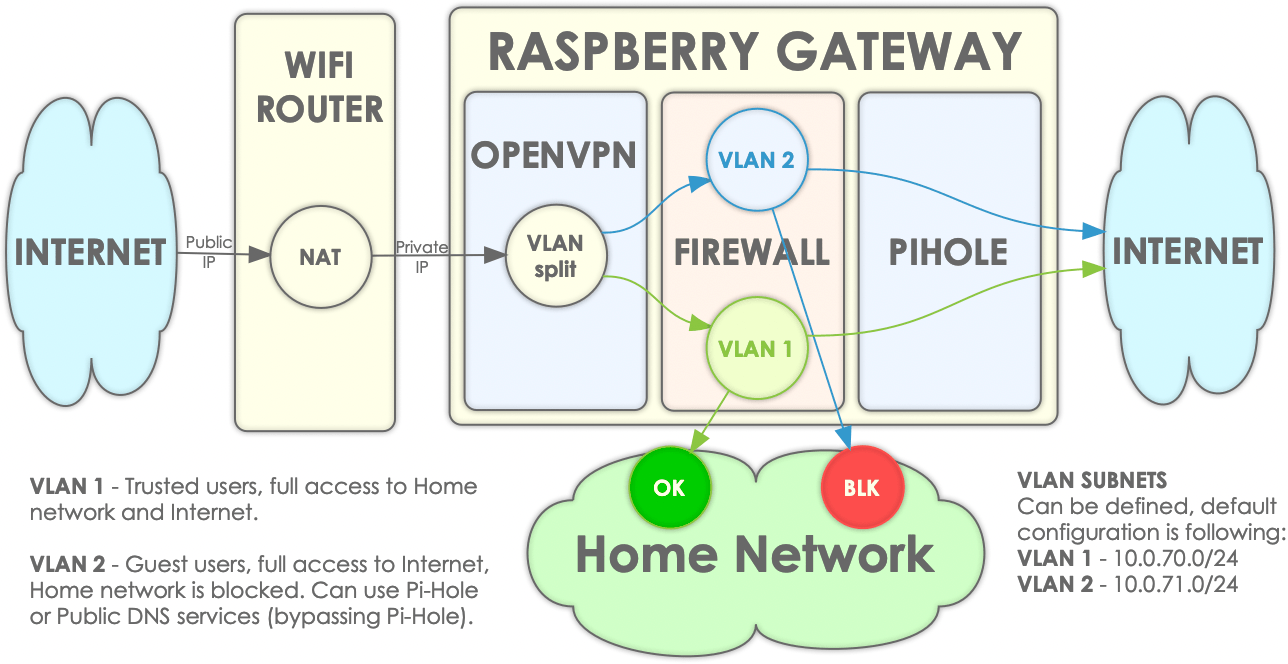 RASPBERRY GATEWAY
WIFI
ROUTER
OPENVPN
VLAN 2
INTERNET
Public
IP
NAT
Private
IP
VLAN
split
FIREWALL
PIHOLE
INTERNET
VLAN 1
OK
BLK
Home Network
VLAN 1 - Trusted users, full access to Home
network and Internet.
VLAN 2 - Guest users, full access to Internet,
Home network is blocked. Can use Pi-Hole
or Public DNS services (bypassing Pi-Hole).
VLAN SUBNETS
Can be defined, default
configuration is following:
VLAN 1 - 10.0.70.0/24
VLAN 2 - 10.0.71.0/24